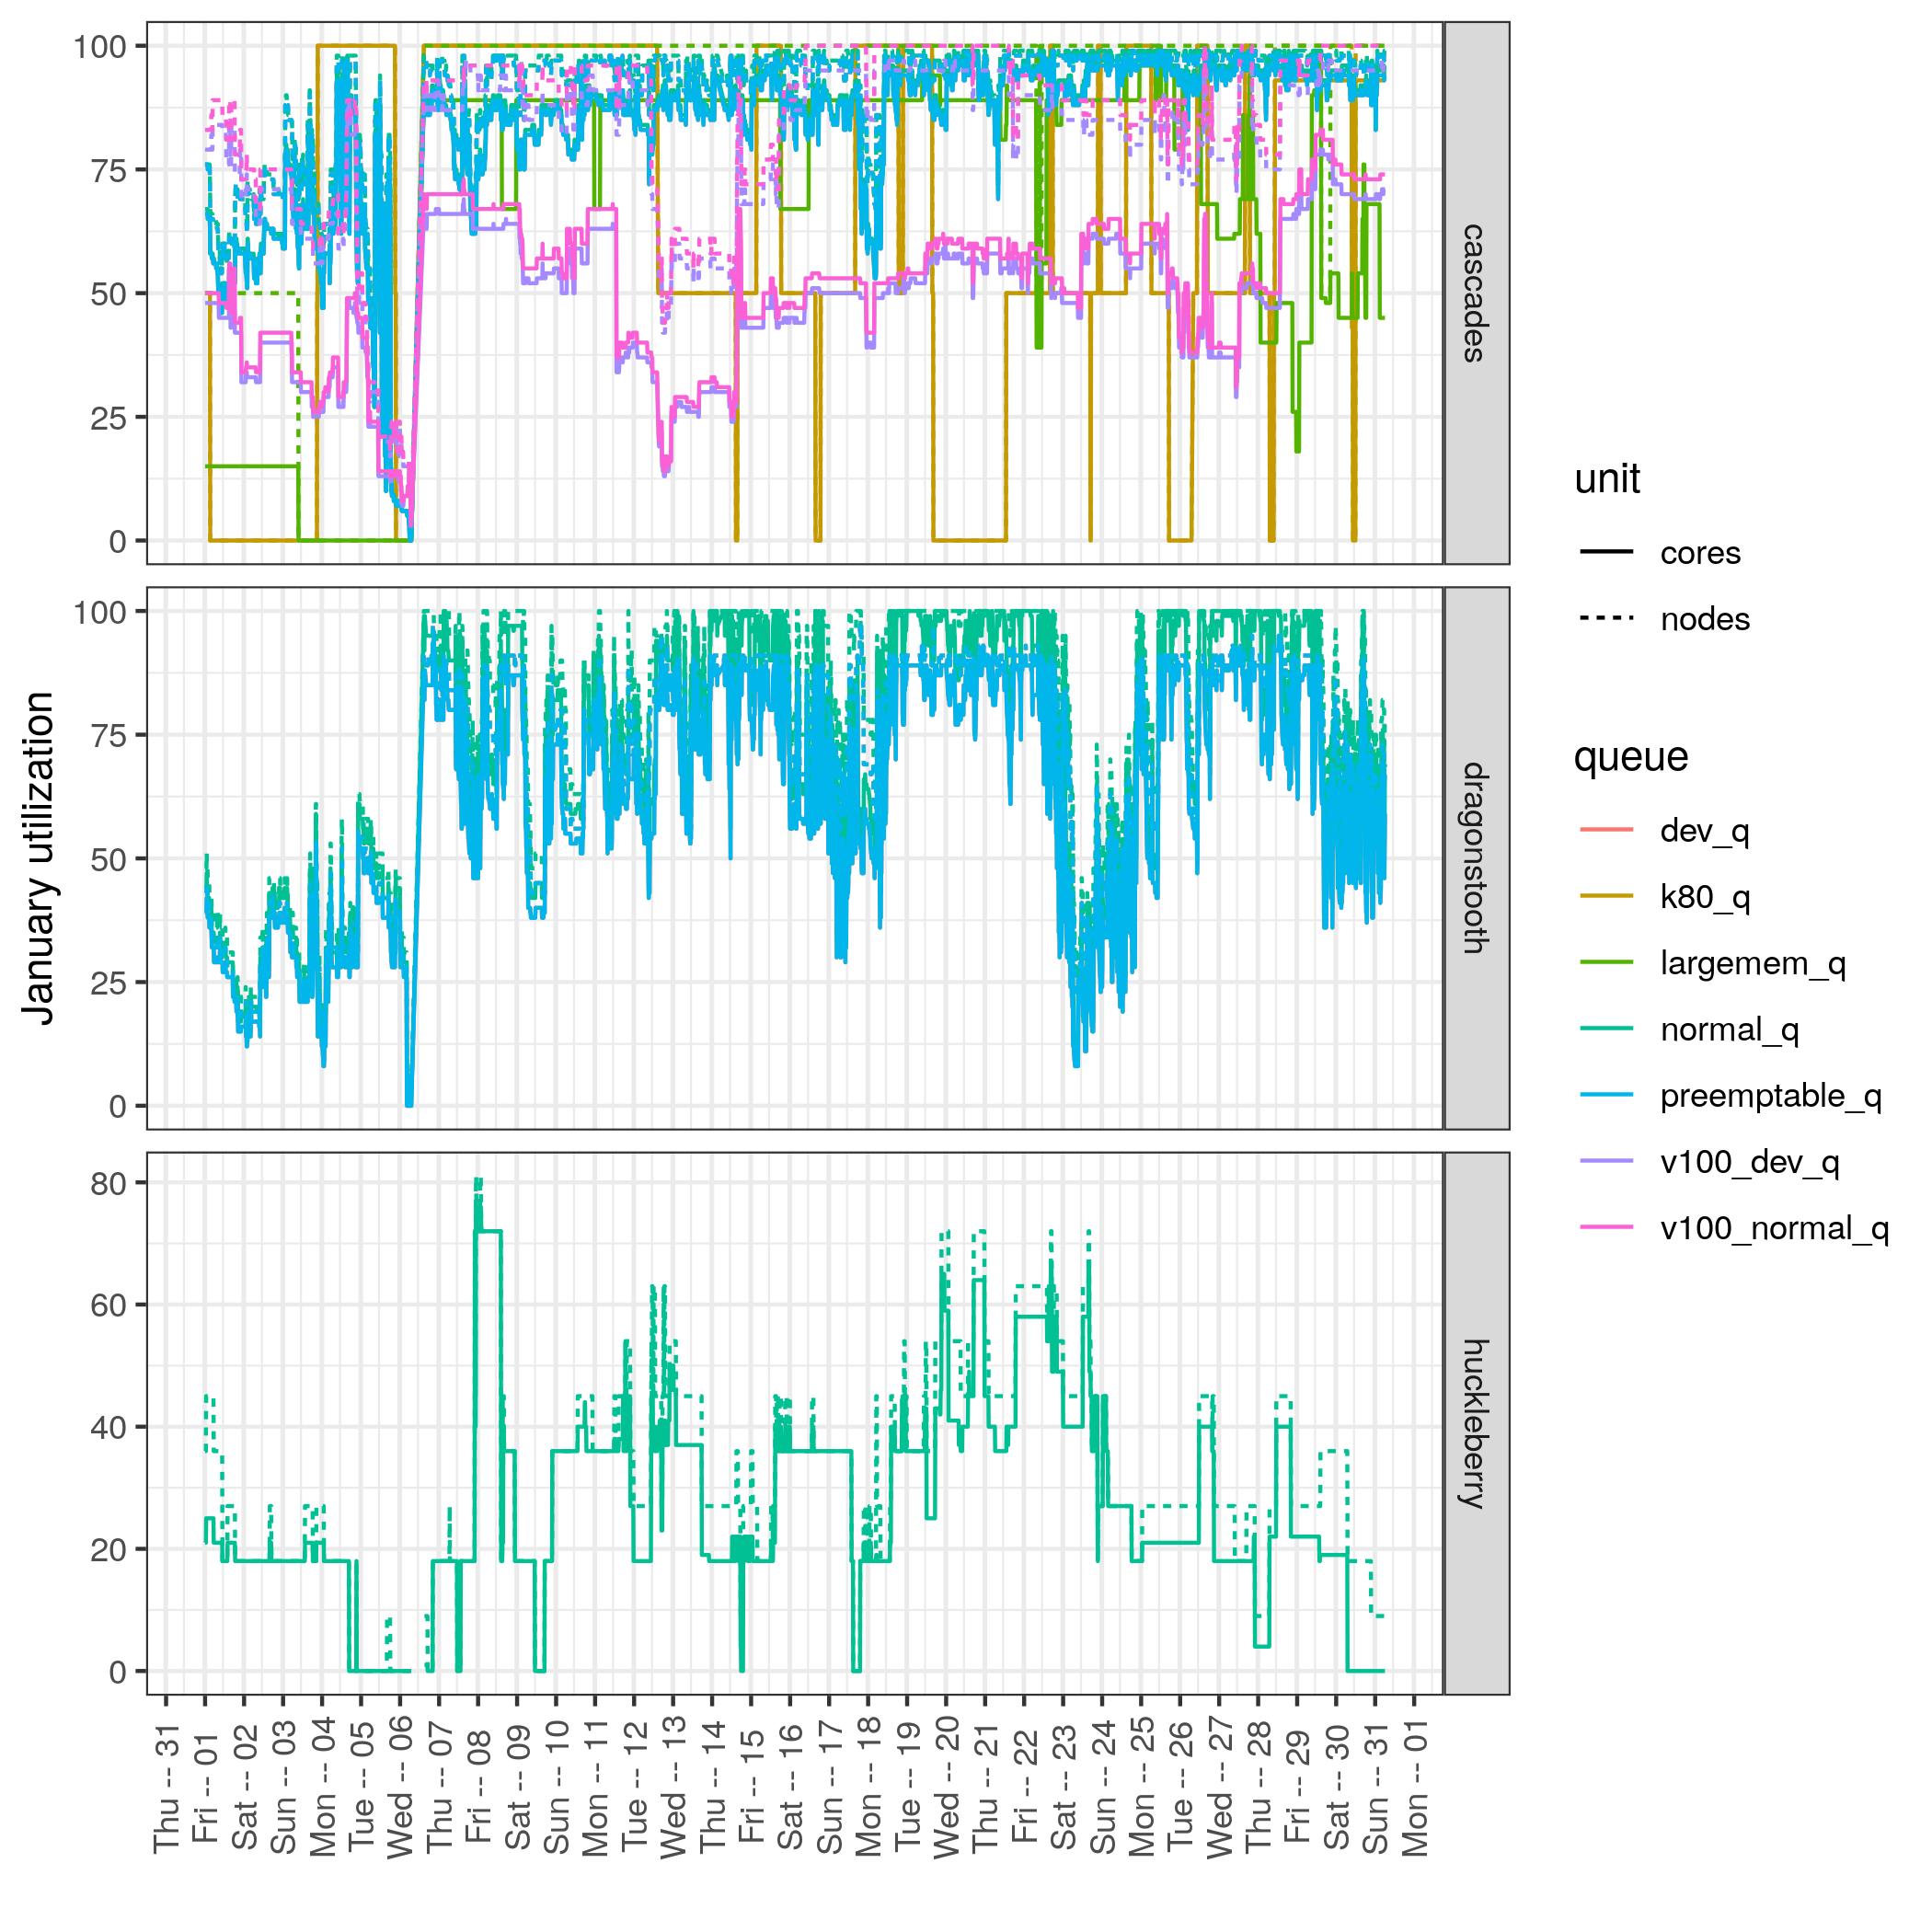 January utilization
100
75
50
25
0
cascades
100
75
50
25
0
dragonstooth
80
60
40
20
0
huckleberry
Thu -- 31
Fri -- 01
Sat -- 02
Sun -- 03
Mon -- 04
Tue -- 05
Wed -- 06
Thu -- 07
Fri -- 08
Sat -- 09
Sun -- 10
Mon -- 11
Tue -- 12
Wed -- 13
Thu -- 14
Fri -- 15
Sat -- 16
Sun -- 17
Mon -- 18
Tue -- 19
Wed -- 20
Thu -- 21
Fri -- 22
Sat -- 23
Sun -- 24
Mon -- 25
Tue -- 26
Wed -- 27
Thu -- 28
Fri -- 29
Sat -- 30
Sun -- 31
Mon -- 01
unit
cores
nodes
queue
dev_q
k80_q
largemem_q
normal_q
preemptable_q
v100_dev_q
v100_normal_q